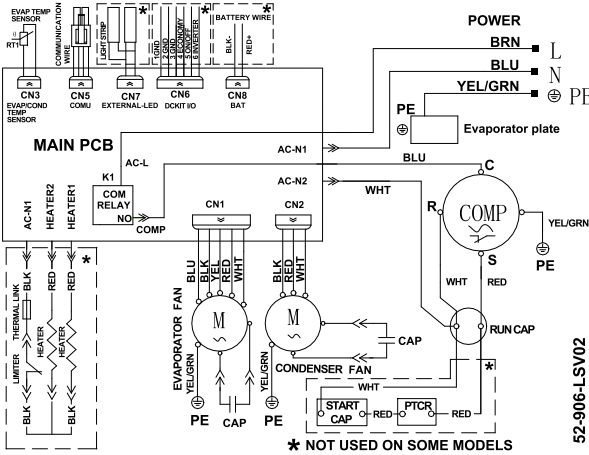 EVAP TEMP
SENSOR
RT1
COMMUNICATION
WIRE
LIGHT STRIP
*
1GND
2 GND
3.GND
4 ECONOMY
5 ON/OFF
6 INVERTER
*
BATTERY WIRE
*
BLK-
RED+
POWER
BRN
L
BLU
N
YEL/GRN
PE
PE
Evaporator plate
CN3
EVAP/COND
TEMP
SENSOR
CN5
COMU
CN7
EXTERNAL-LED
CN6
DCKIT I/O
CN8
BAT
MAIN PCB
AC-N1
AC-L
BLU
K1
COM
RELAY
NO
COMP
AC-N2
WHT
C
R
COMP
S
YEL/GRN
PE
AC-N1
HEATER2
HEATER1
CN1
CN2
*
BLK
RED
RED
BLU
BLK
YEL
RED
WHT
BLK
RED
WHT
WHT
RED
THERMAL LINK
HEATER
HEATER
LIMITER
BLK
RED
BLK
EVAPORATOR FAN
M
YEL/GRN
PE
CAP
M
CAP
CONDENSER FAN
YEL/GRN
PE
RUN CAP
*
WHT
START
CAP
RED
PTCR
RED
* NOT USED ON SOME MODELS
52-906-LSV02